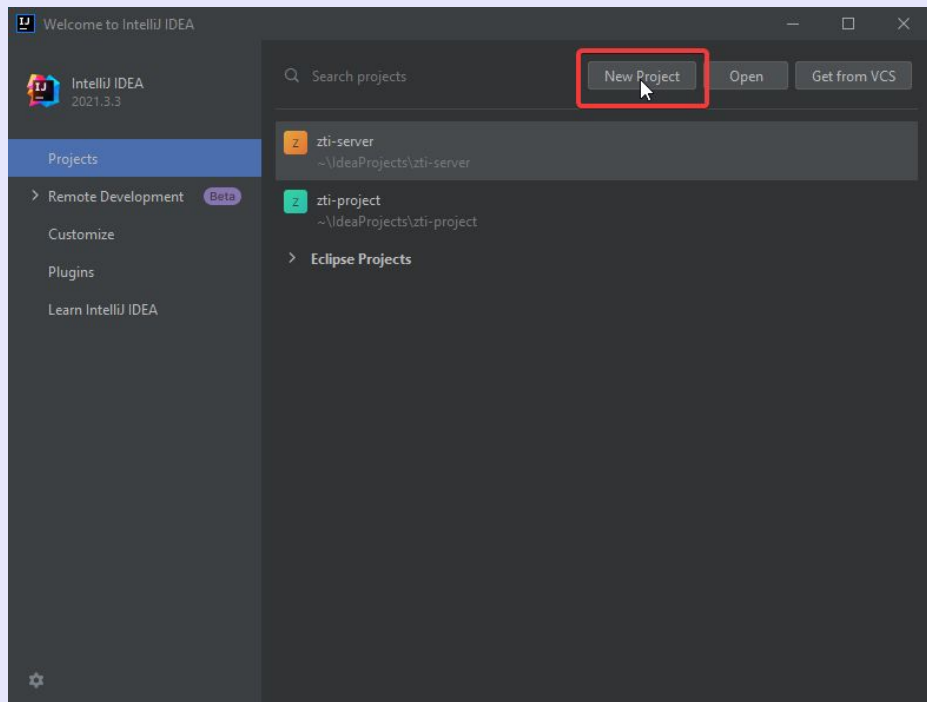 Welcome to IntelliJ IDEA
IntelliJ IDEA
2021.3.3
Search projects
New Project
Open
Get from VCS
Projects
Remote Development Beta
Customize
Plugins
Learn IntelliJ IDEA
Z
zti-server
~\IdeaProjects\zti-server
Z
zti-project
~\IdeaProjects\zti-project
Eclipse Projects